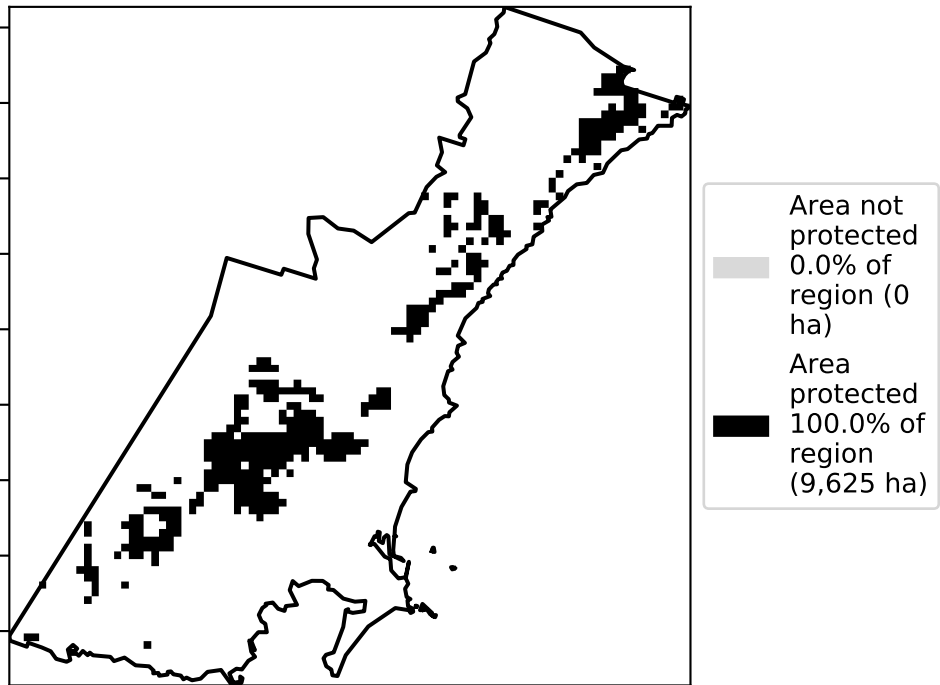 Area not
protected
0.0% of
region (0
ha)
Area
protected
100.0% of
region
(9,625 ha)